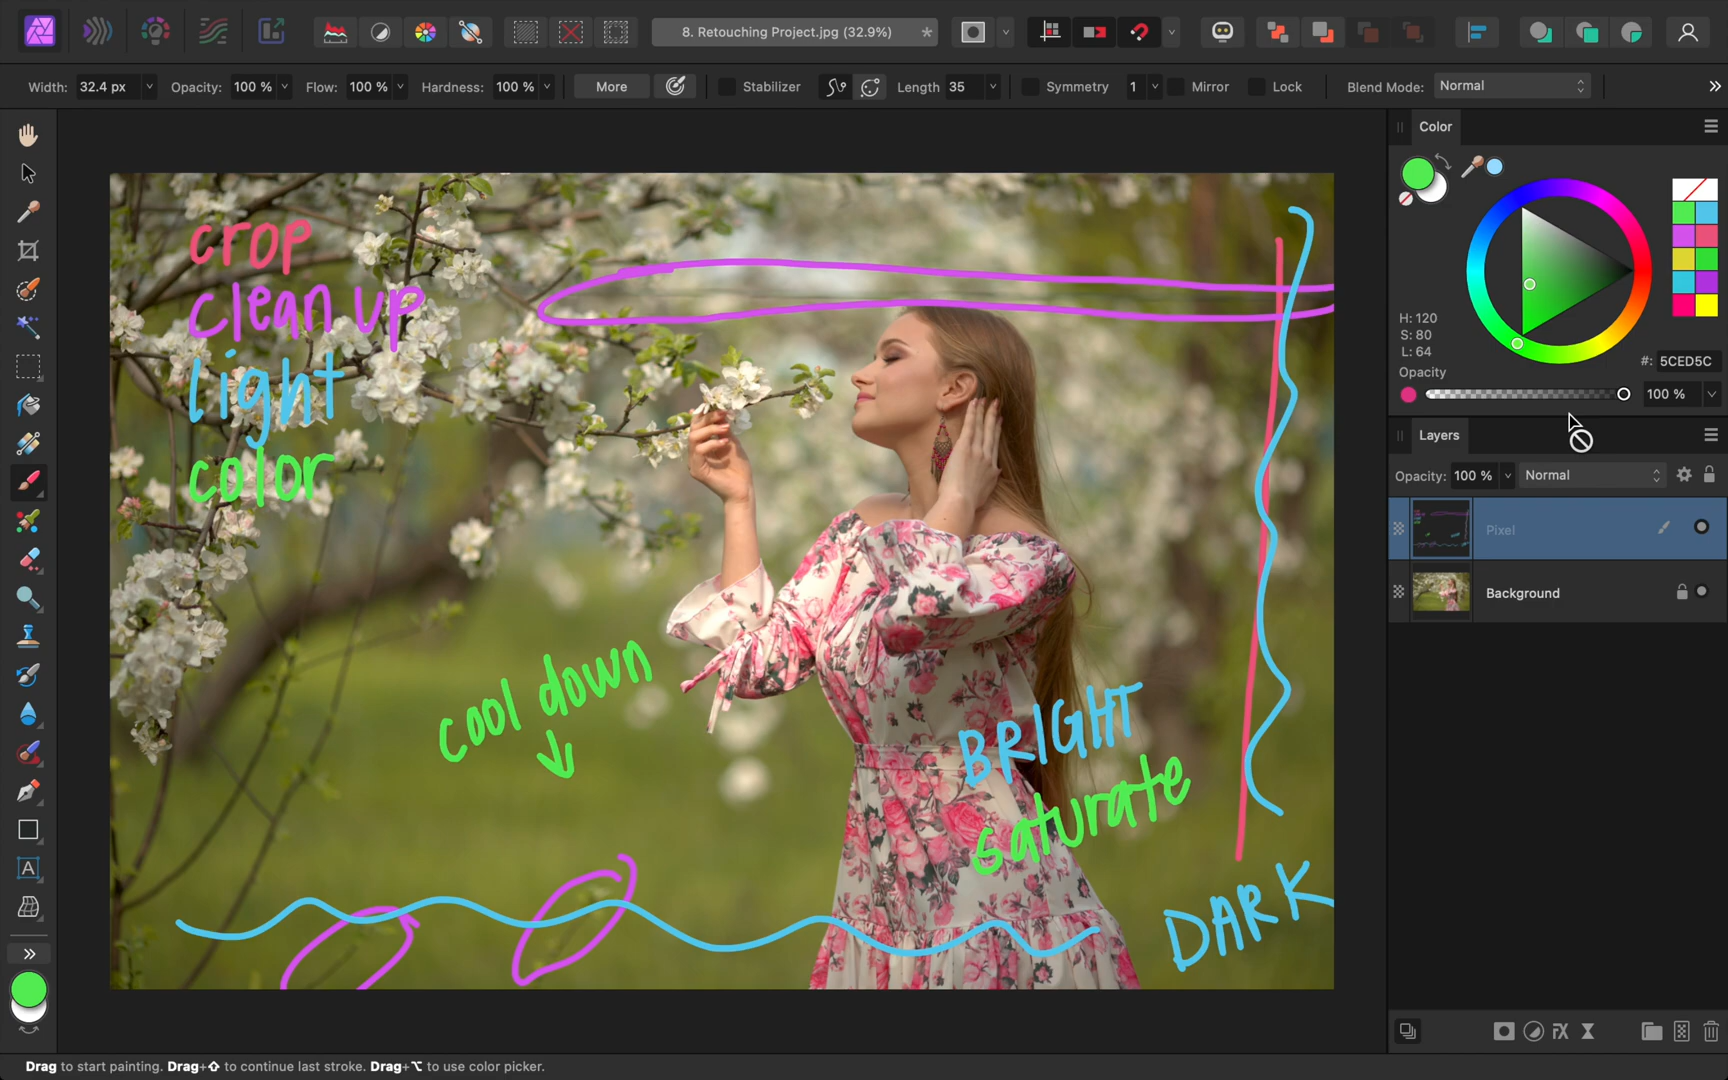 8. Retouching Project.jpg (32.9%)
*
Width: 32.4 px Opacity: 100 % Flow: 100 % Hardness: 100 % More Stabilizer Length 35 Symmetry 1 Mirror Lock Blend Mode: Normal
Color
H: 120
S: 80
L: 64
#: 5CED5C
Opacity
100 %
Layers
Opacity: 100 % Normal
Pixel
Background
crop
clean up
light
color
cool down
BRIGHT
saturate
DARK
Drag to start painting. Drag+⇧ to continue last stroke. Drag+⌥ to use color picker.